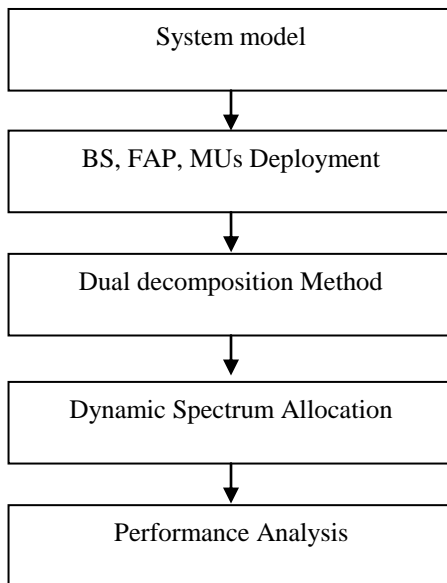 System model
BS, FAP, MUs Deployment
Dual decomposition Method
Dynamic Spectrum Allocation
Performance Analysis